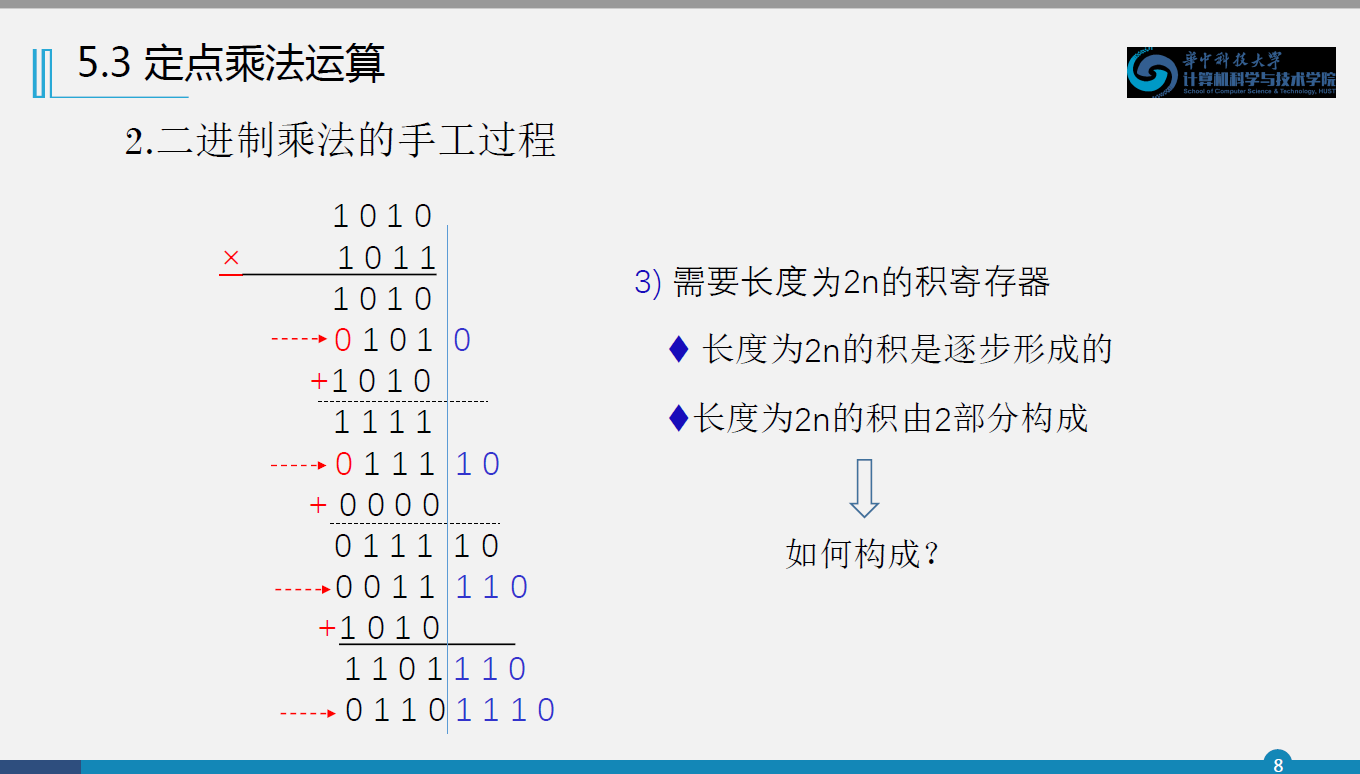 5.3 定点乘法运算
華中科技大学
计算机科学与技术学院
School of Computer Science & Technology, HUST
2.二进制乘法的手工过程
1 0 1 0
× 1 0 1 1
1 0 1 0
0 1 0 1 0
+1 0 1 0
1 1 1 1
0 1 1 1 1 0
+ 0 0 0 0
0 1 1 1 1 0
0 0 1 1 1 1 0
+1 0 1 0
1 1 0 1 1 1 0
0 1 1 0 1 1 1 0
3) 需要长度为2n的积寄存器
长度为2n的积是逐步形成的
长度为2n的积由2部分构成
如何构成?
8